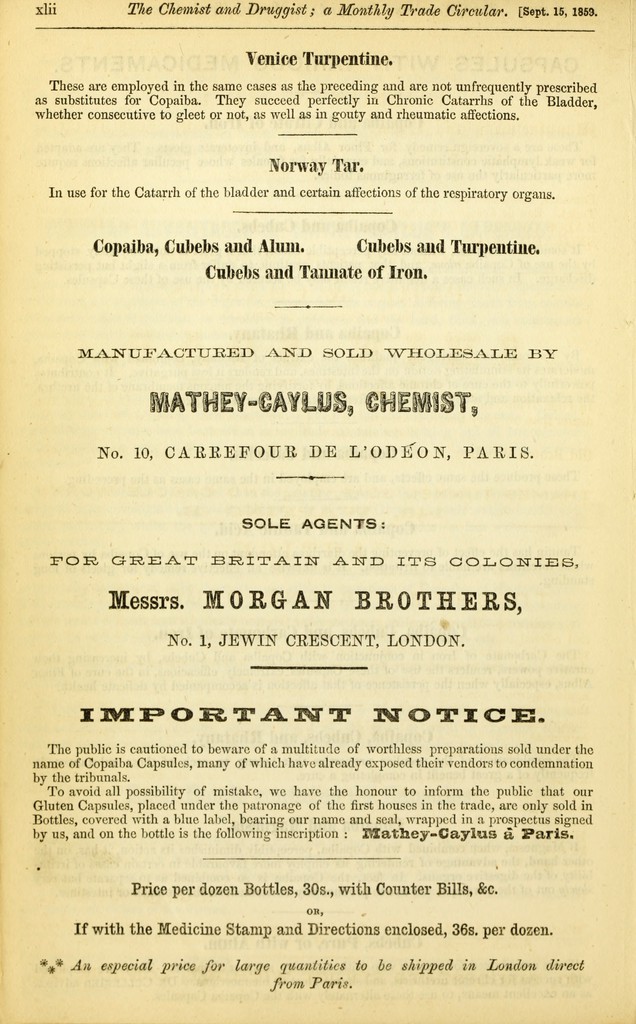 xlii The Chemist and Druggist; a Monthly Trade Circular. [Sept. 15, 1859.
Venice Turpentine.
These are employed in the same cases as the preceding and are not unfrequently prescribed
as substitutes for Copaiba. They succeed perfectly in Chronic Catarrhs of the Bladder,
whether consecutive to gleet or not, as well as in gouty and rheumatic affections.
Norway Tar.
In use for the Catarrh of the bladder and certain affections of the respiratory organs.
Copaiba, Cubebs and Alum. Cubebs and Turpentine.
Cubebs and Tannate of Iron.
MANUFACTURED AND SOLD WHOLESALE BY
MATHEY-CAYLUS, CHEMIST,
No. 10, CARREFOUR DE L'ODÉON, PARIS.
SOLE AGENTS:
FOR GREAT BRITAIN AND ITS COLONIES,
Messrs. MORGAN BROTHERS,
No. 1, JEWIN CRESCENT, LONDON.
IMPORTANT NOTICE.
The public is cautioned to beware of a multitude of worthless preparations sold under the
name of Copaiba Capsules, many of which have already exposed their vendors to condemnation
by the tribunals.
To avoid all possibility of mistake, we have the honour to inform the public that our
Gluten Capsules, placed under the patronage of the first houses in the trade, are only sold in
Bottles, covered with a blue label, bearing our name and seal, wrapped in a prospectus signed
by us, and on the bottle is the following inscription : Mathey-Caylus à Paris.
Price per dozen Bottles, 30s., with Counter Bills, &c.
OR,
If with the Medicine Stamp and Directions enclosed, 36s. per dozen.
*** An especial price for large quantities to be shipped in London direct
from Paris.